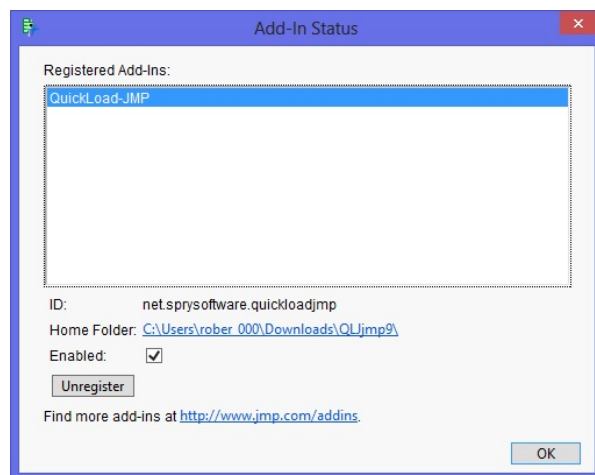 Add-In Status
Registered Add-Ins:
QuickLoad-JMP
ID: net.sprysoftware.quickloadjmp
Home Folder: C:\Users\rober_000\Downloads\QLJjmp9\
Enabled:
Unregister
Find more add-ins at http://www.jmp.com/addins.
OK